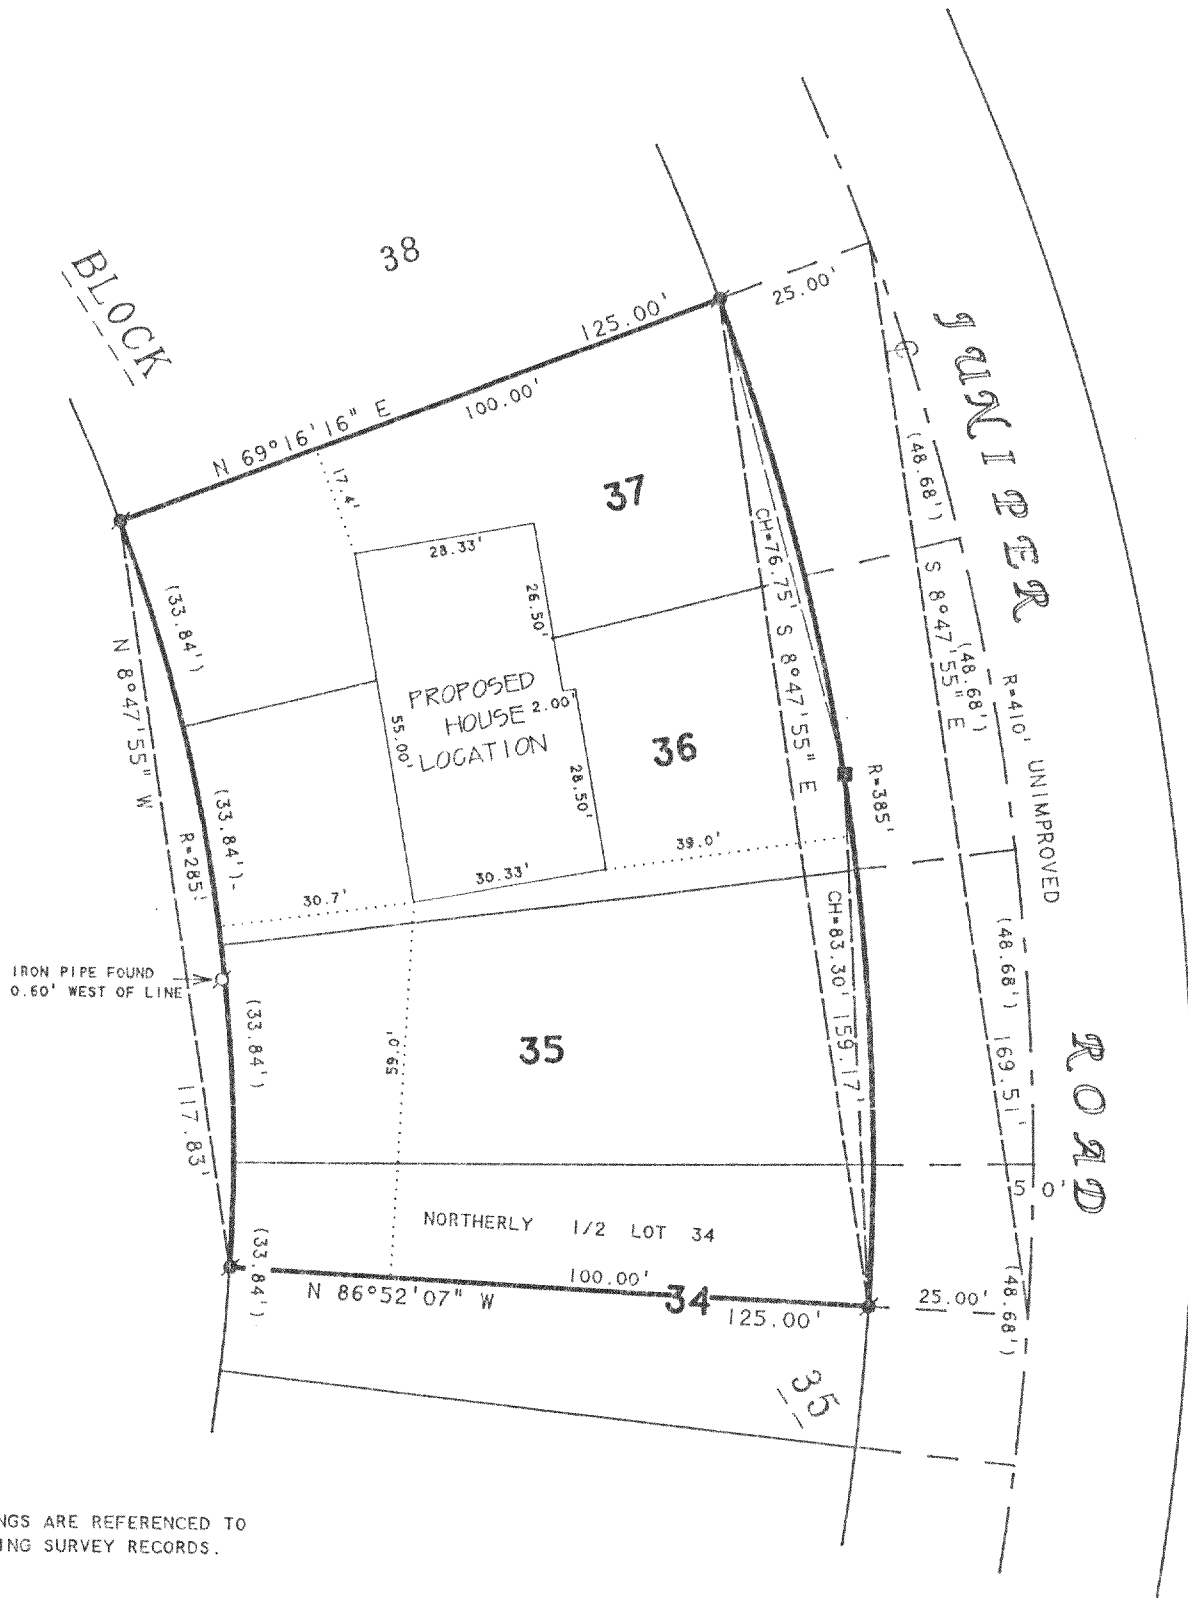 BLOCK
38
25.00'
125.00'
100.00'
N 69°16'16" E
17.4'
37
JUNIPER
(48.68')
28.33'
26.50'
CH=76.75'
S 8°47'55" E
(33.84')
N 8°47'55" W
S 8°47'55" E
(48.68')
R=410' UNIMPROVED
PROPOSED
HOUSE
LOCATION
2.00'
55.00'
28.50'
36
R=385'
(33.84')
R=285'
39.0'
30.33'
30.7'
CH=83.30'
159.17'
(48.68')
169.51'
IRON PIPE FOUND
0.60' WEST OF LINE
(33.84')
59.0'
35
ROAD
117.83'
50'
NORTHERLY 1/2 LOT 34
(33.84')
N 86°52'07" W
100.00'
34
125.00'
25.00'
(48.68')
35
NGS ARE REFERENCED TO
ING SURVEY RECORDS.